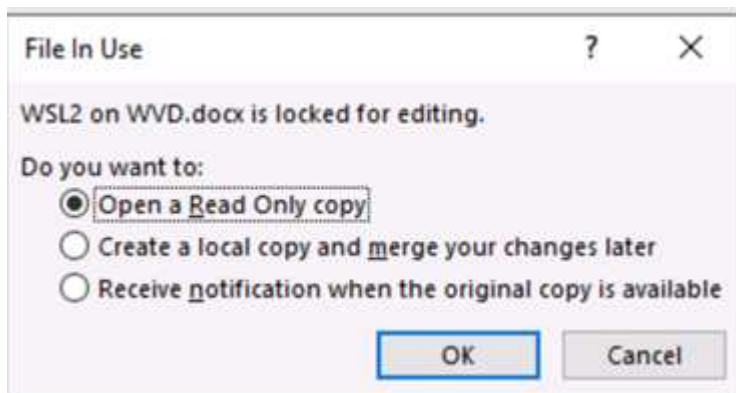 File In Use
WSL2 on WVD.docx is locked for editing.
Do you want to:
Open a Read Only copy
Create a local copy and merge your changes later
Receive notification when the original copy is available
OK Cancel